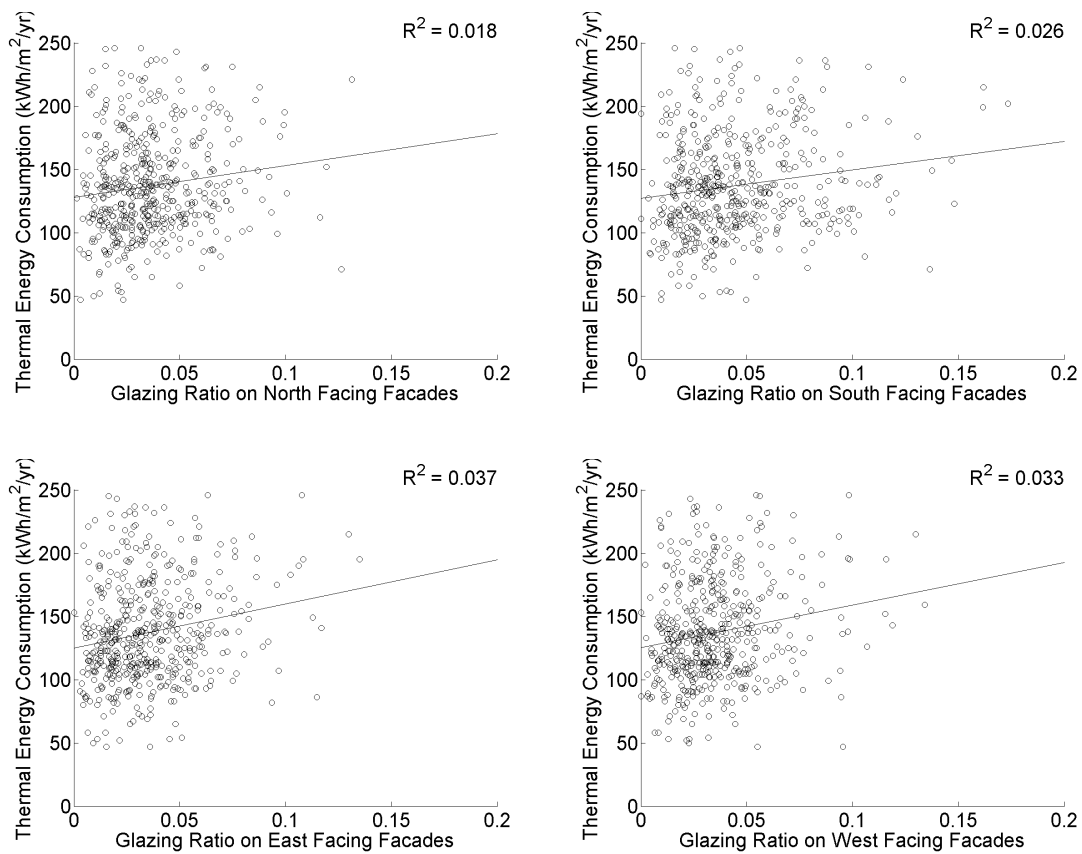 R² = 0.018
Thermal Energy Consumption (kWh/m²/yr)
250
200
150
100
50
0
0 0.05 0.1 0.15 0.2
Glazing Ratio on North Facing Facades
R² = 0.026
Thermal Energy Consumption (kWh/m²/yr)
250
200
150
100
50
0
0 0.05 0.1 0.15 0.2
Glazing Ratio on South Facing Facades
R² = 0.037
Thermal Energy Consumption (kWh/m²/yr)
250
200
150
100
50
0
0 0.05 0.1 0.15 0.2
Glazing Ratio on East Facing Facades
R² = 0.033
Thermal Energy Consumption (kWh/m²/yr)
250
200
150
100
50
0
0 0.05 0.1 0.15 0.2
Glazing Ratio on West Facing Facades